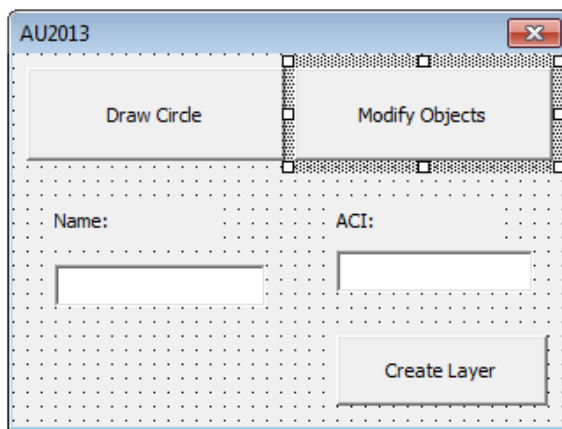 AU2013
Draw Circle
Modify Objects
Name:
ACI:
Create Layer